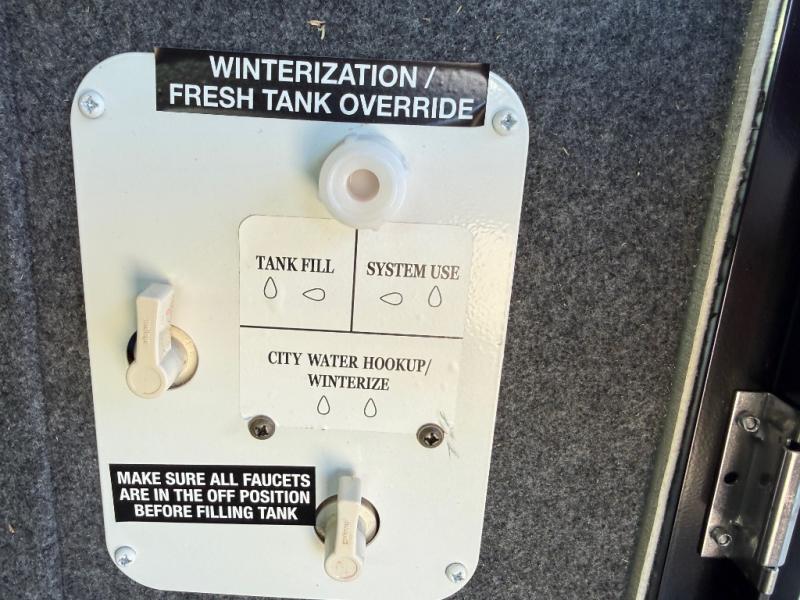 WINTERIZATION /
FRESH TANK OVERRIDE
TANK FILL
SYSTEM USE
CITY WATER HOOKUP/
WINTERIZE
MAKE SURE ALL FAUCETS
ARE IN THE OFF POSITION
BEFORE FILLING TANK